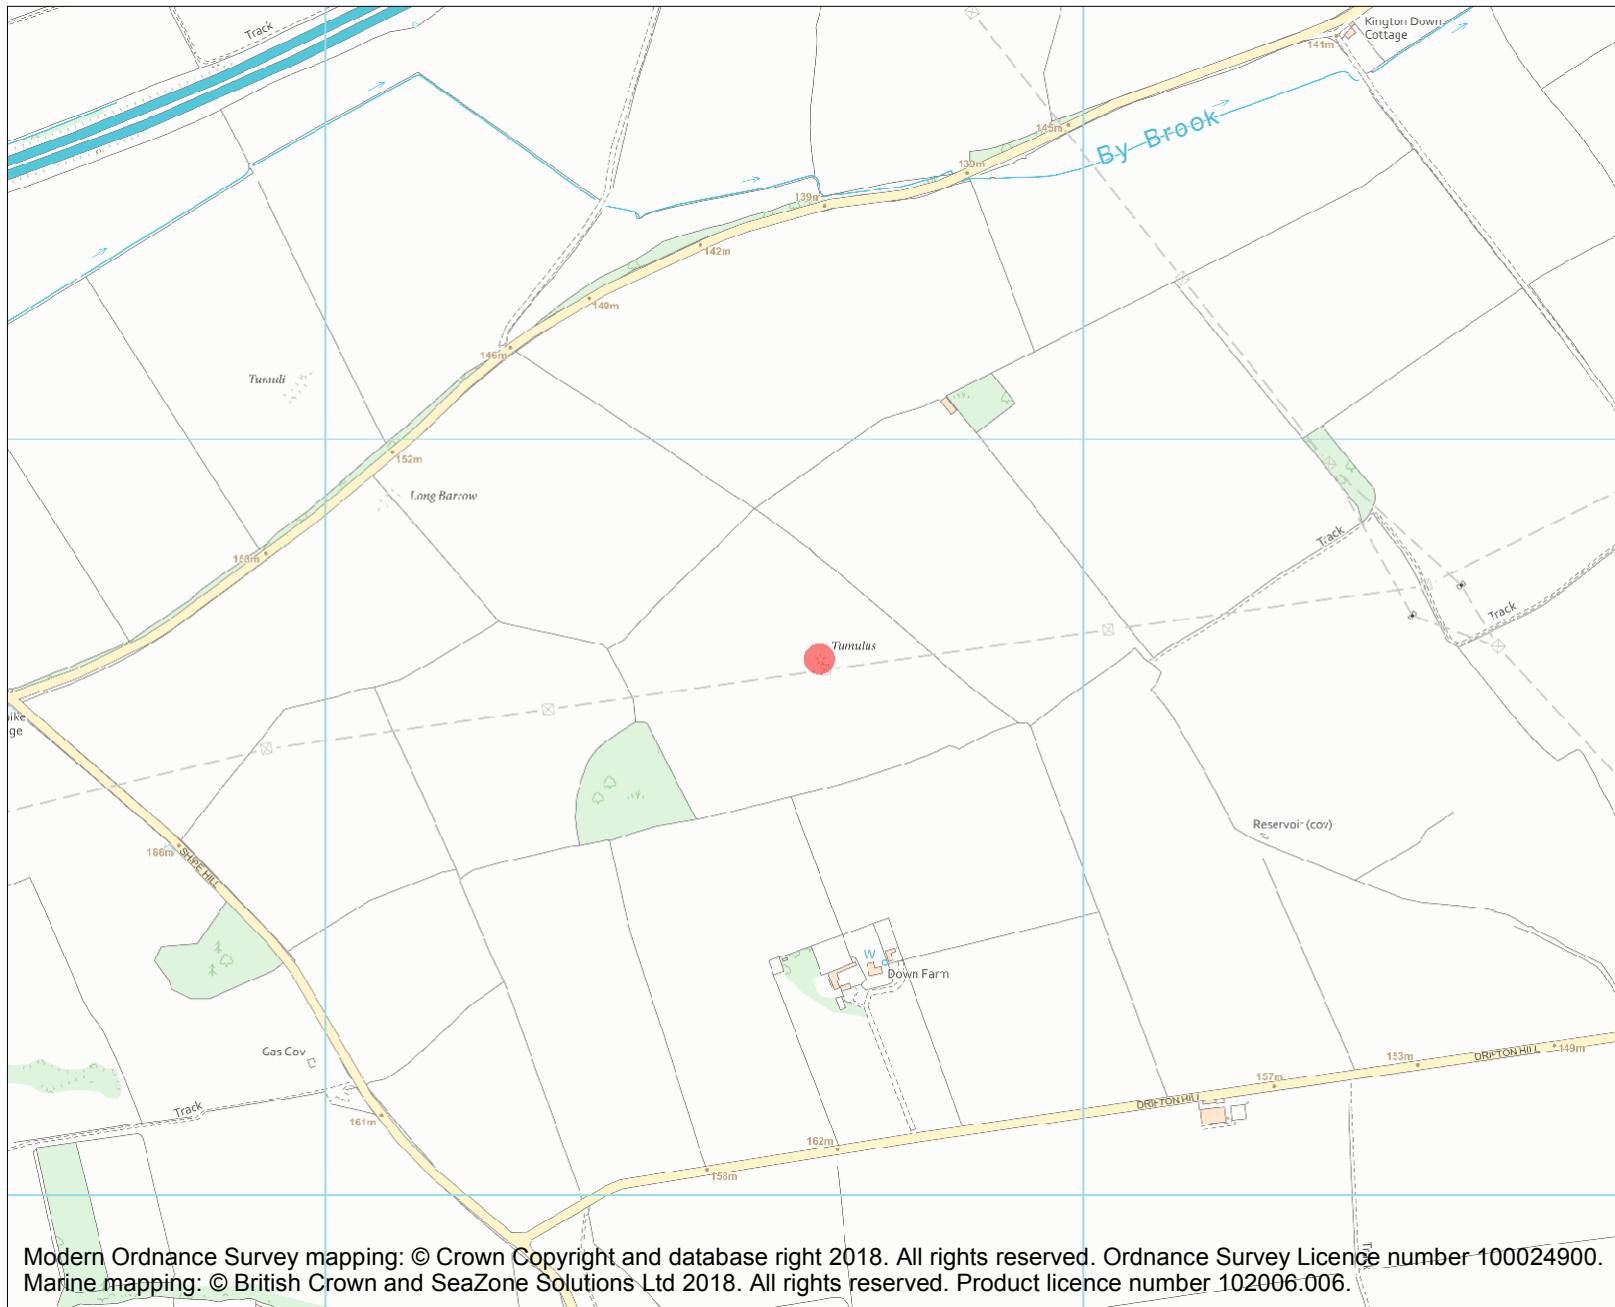 Track
Kington Down
Cottage
141m
145m
By Brook
139m
139m
142m
149m
146m
Tumuli
152m
Long Barrow
Track
Track
Tumulus
Reservoir (cov)
166m
SHIPE HILL
W
Down Farm
Gas Gov
Track
161m
DRIFTON HILL
149m
153m
157m
DRIFTON HILL
162m
158m
Track
Modern Ordnance Survey mapping: © Crown Copyright and database right 2018. All rights reserved. Ordnance Survey Licence number 100024900.
Marine mapping: © British Crown and SeaZone Solutions Ltd 2018. All rights reserved. Product licence number 102006.006.